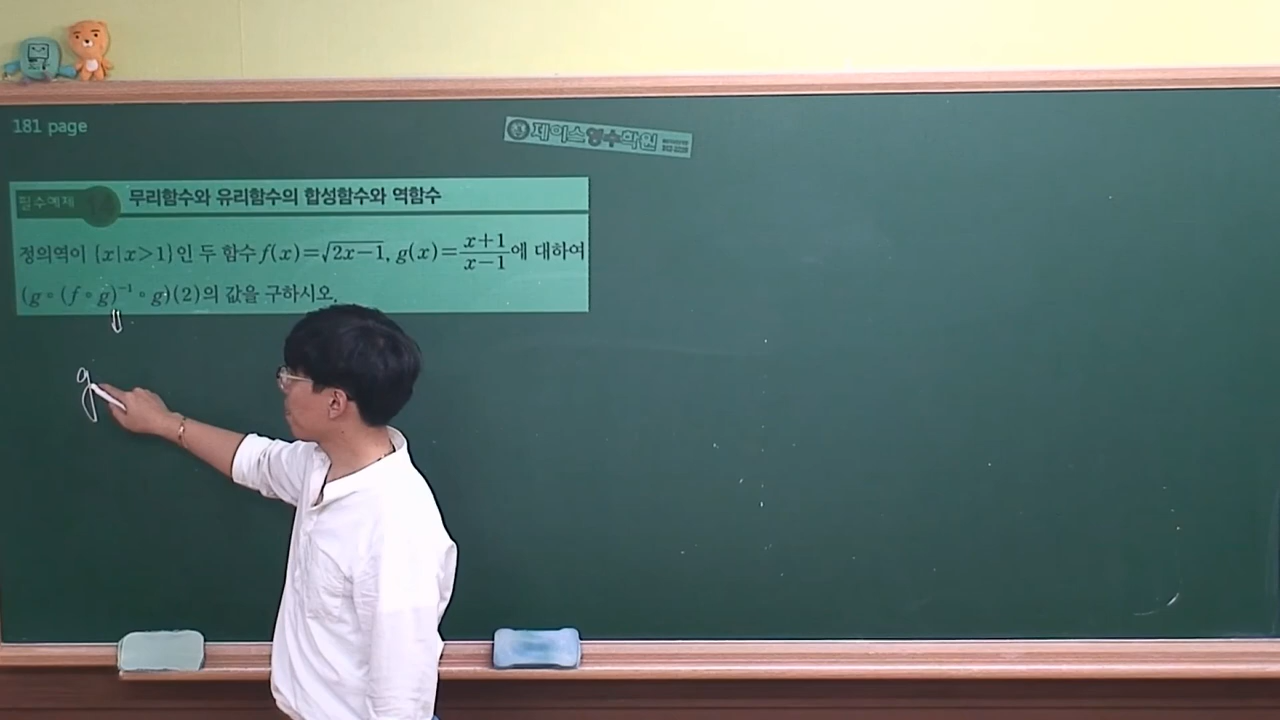 181 page
제이스영수학원
필수예제
무리함수와 유리함수의 합성함수와 역함수
정의역이 {x|x>1}인 두 함수 f(x)=√(2x−1), g(x)=(x+1)/(x−1)에 대하여
(g∘(f∘g)⁻¹∘g)(2)의 값을 구하시오.
⇓
g